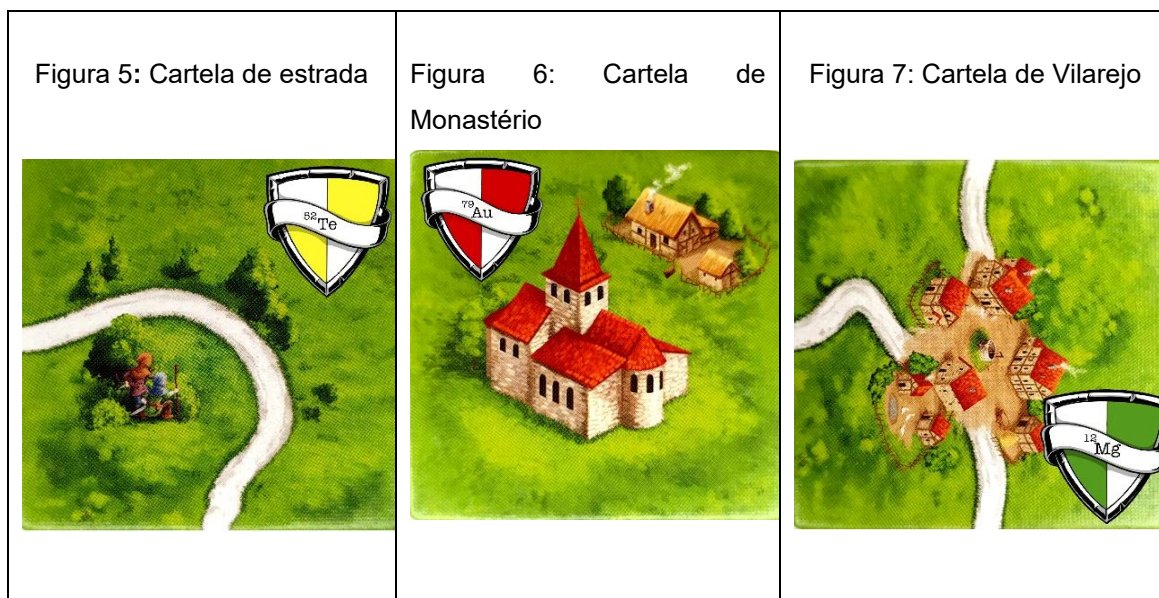 Figura 5: Cartela de estrada
Figura 6: Cartela de
Monastério
Figura 7: Cartela de Vilarejo
⁵²Te
⁷⁹Au
¹²Mg